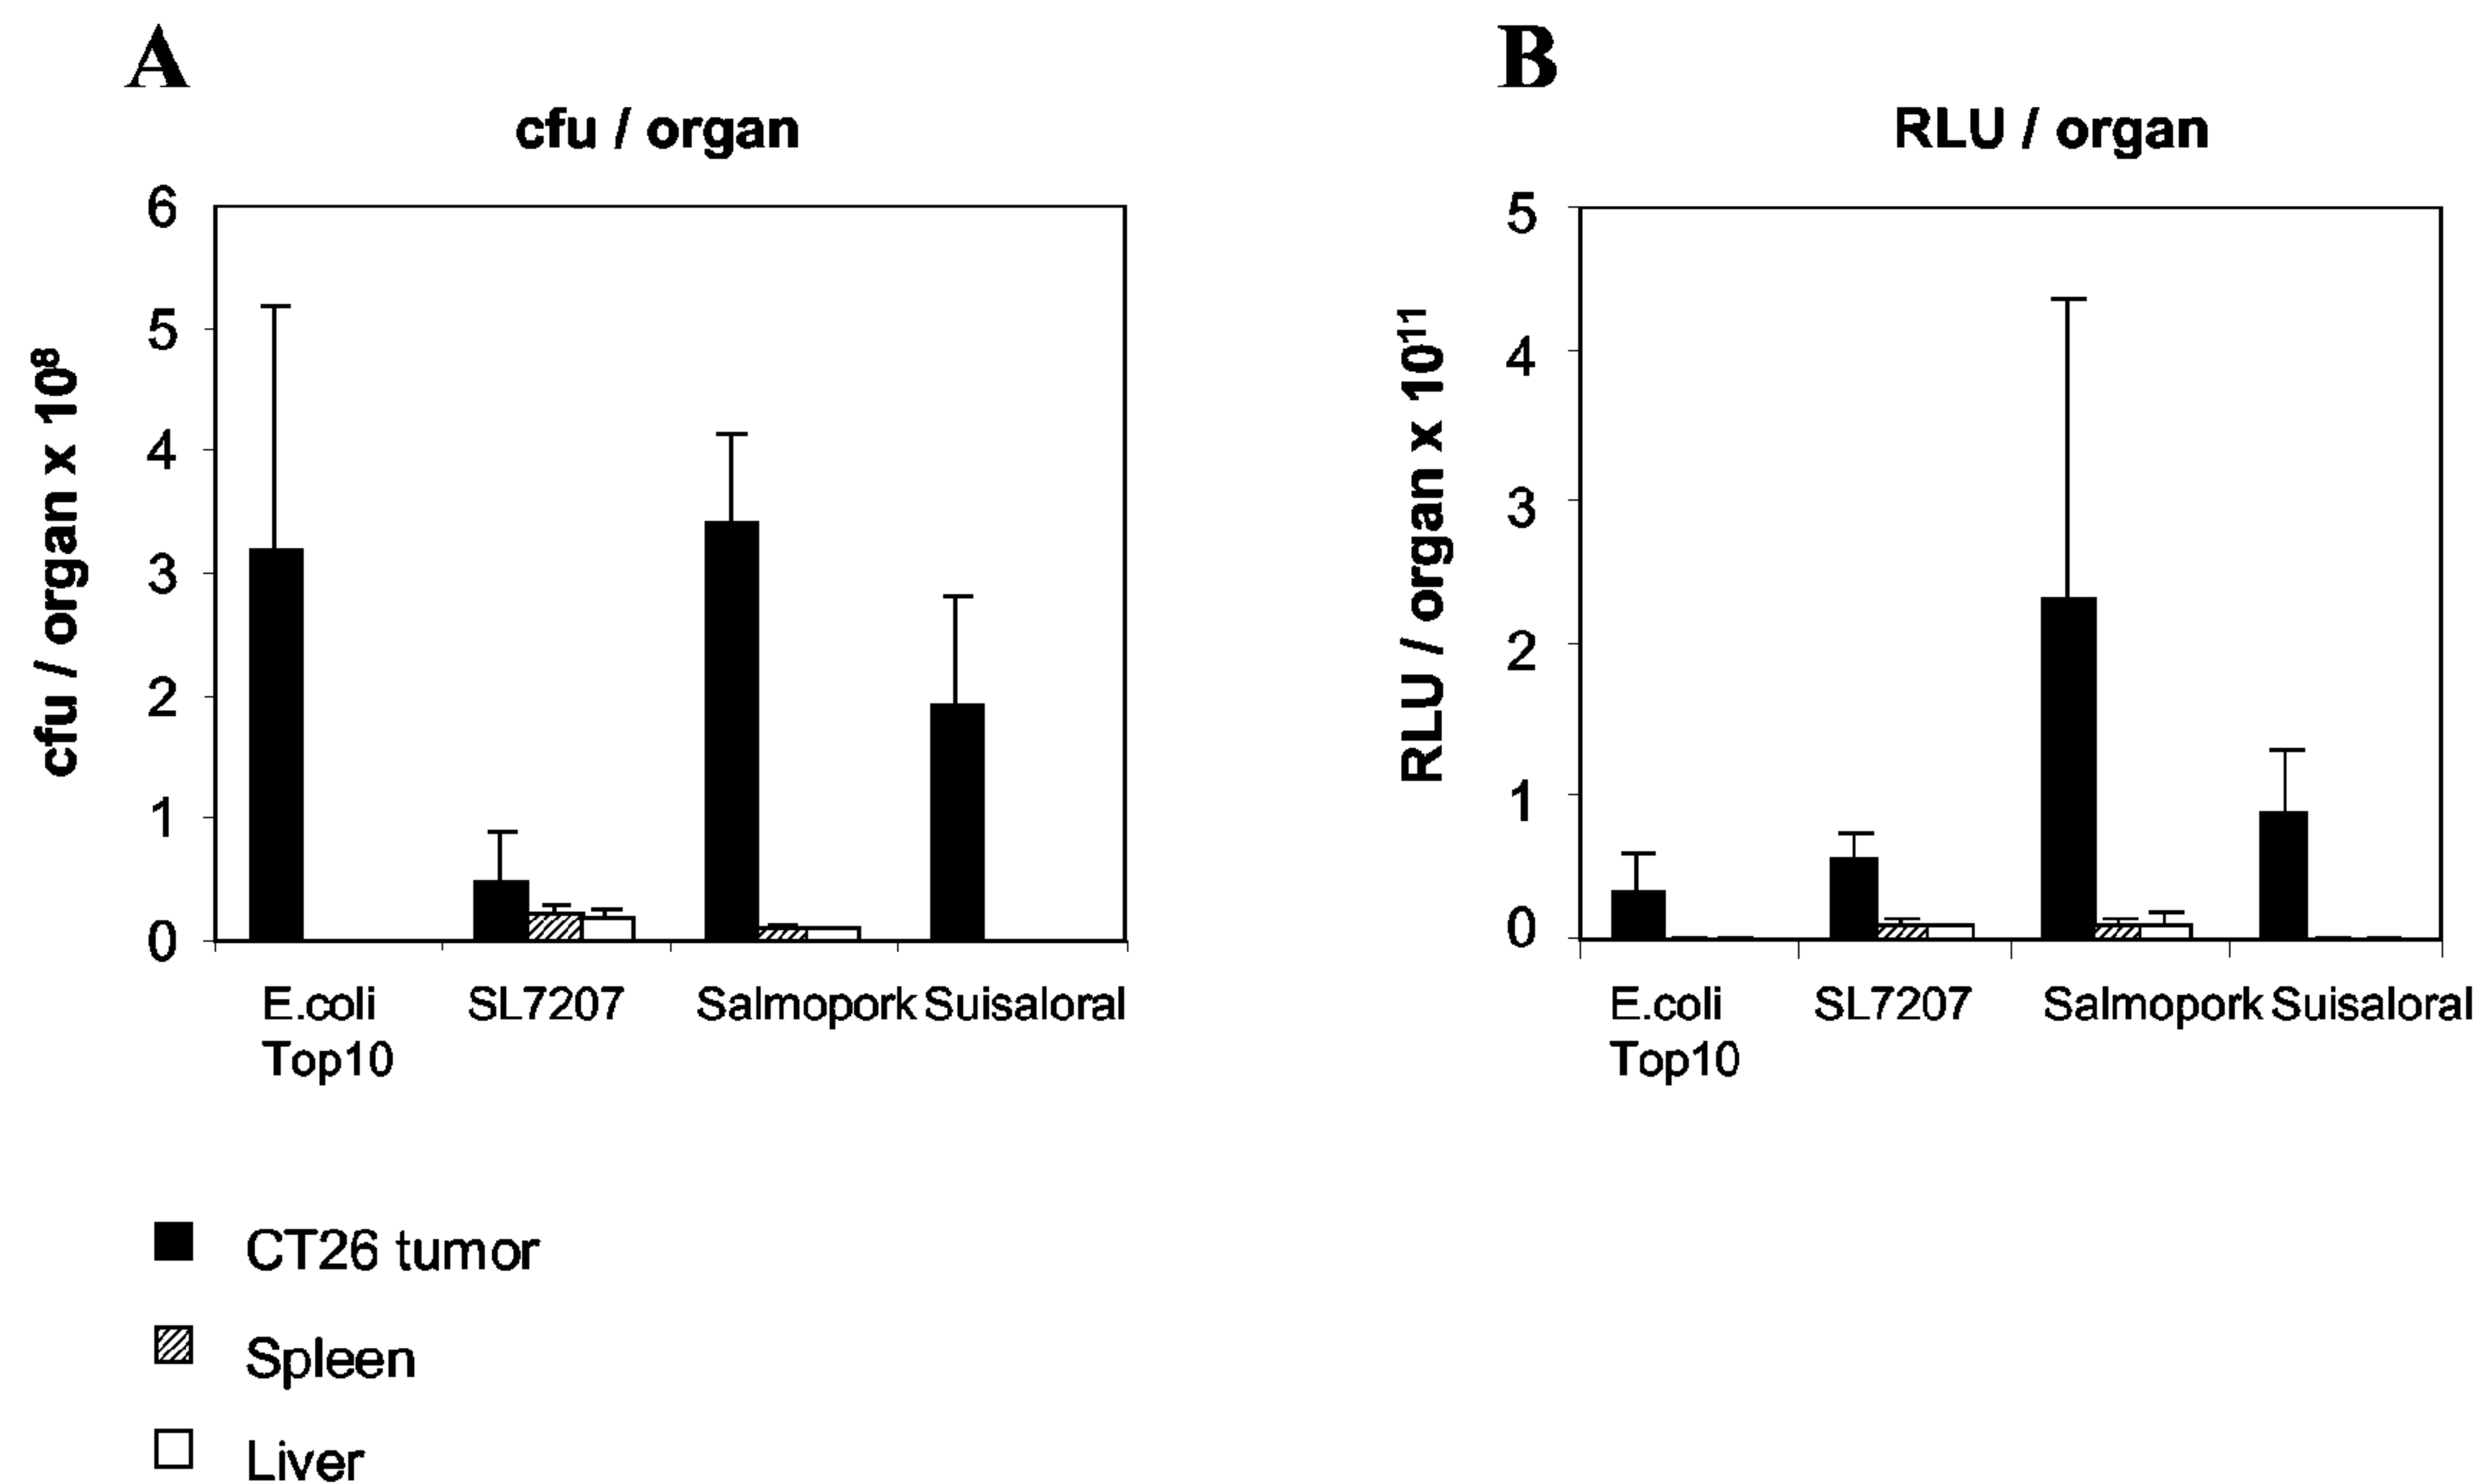 A
cfu / organ
cfu / organ x 10⁸
6
5
4
3
2
1
0
E.coli Top10
SL7207
Salmopork
Suisaloral
B
RLU / organ
RLU / organ x 10¹¹
5
4
3
2
1
0
E.coli Top10
SL7207
Salmopork
Suisaloral
CT26 tumor
Spleen
Liver